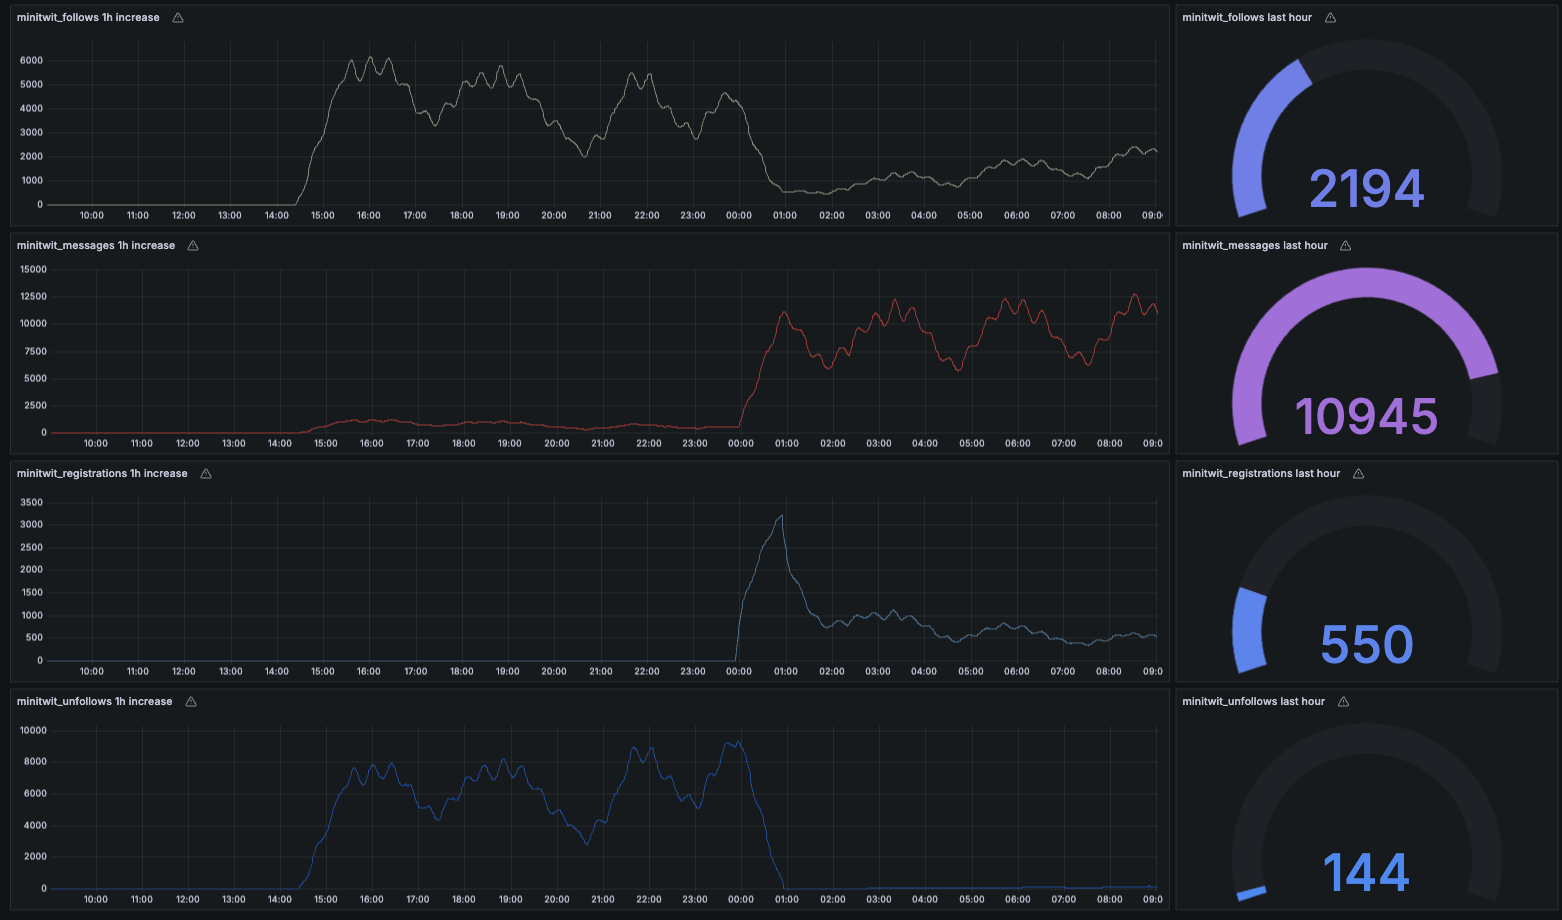 minitwit_follows 1h increase
6000
5000
4000
3000
2000
1000
0
10:00 11:00 12:00 13:00 14:00 15:00 16:00 17:00 18:00 19:00 20:00 21:00 22:00 23:00 00:00 01:00 02:00 03:00 04:00 05:00 06:00 07:00 08:00 09:0
minitwit_follows last hour
2194
minitwit_messages 1h increase
15000
12500
10000
7500
5000
2500
0
10:00 11:00 12:00 13:00 14:00 15:00 16:00 17:00 18:00 19:00 20:00 21:00 22:00 23:00 00:00 01:00 02:00 03:00 04:00 05:00 06:00 07:00 08:00 09:0
minitwit_messages last hour
10945
minitwit_registrations 1h increase
3500
3000
2500
2000
1500
1000
500
0
10:00 11:00 12:00 13:00 14:00 15:00 16:00 17:00 18:00 19:00 20:00 21:00 22:00 23:00 00:00 01:00 02:00 03:00 04:00 05:00 06:00 07:00 08:00 09:0
minitwit_registrations last hour
550
minitwit_unfollows 1h increase
10000
8000
6000
4000
2000
0
10:00 11:00 12:00 13:00 14:00 15:00 16:00 17:00 18:00 19:00 20:00 21:00 22:00 23:00 00:00 01:00 02:00 03:00 04:00 05:00 06:00 07:00 08:00 09:0
minitwit_unfollows last hour
144